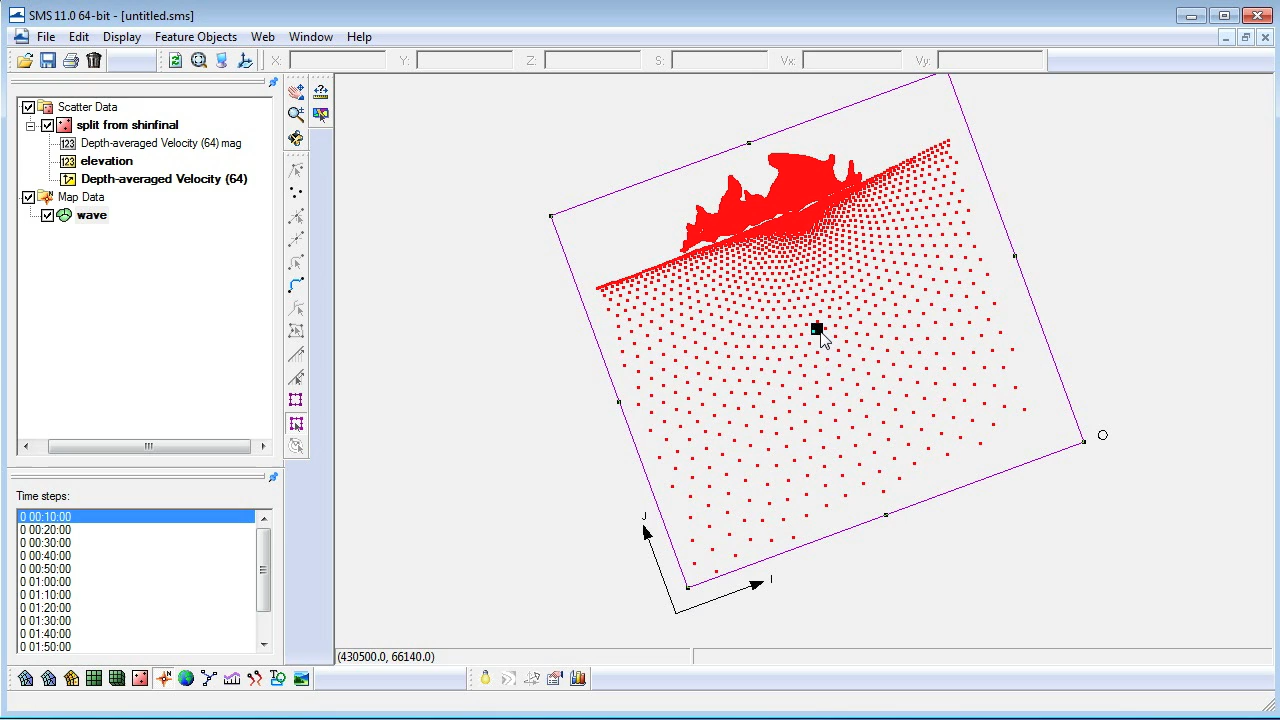 SMS 11.0 64-bit - [untitled.sms]
File Edit Display Feature Objects Web Window Help
X: Y: Z: S: Vx: Vy:
Scatter Data
split from shinfinal
Depth-averaged Velocity (64) mag
elevation
Depth-averaged Velocity (64)
Map Data
wave
Time steps:
0 00:10:00
0 00:20:00
0 00:30:00
0 00:40:00
0 00:50:00
0 01:00:00
0 01:10:00
0 01:20:00
0 01:30:00
0 01:40:00
0 01:50:00
J
I
(430500.0, 66140.0)